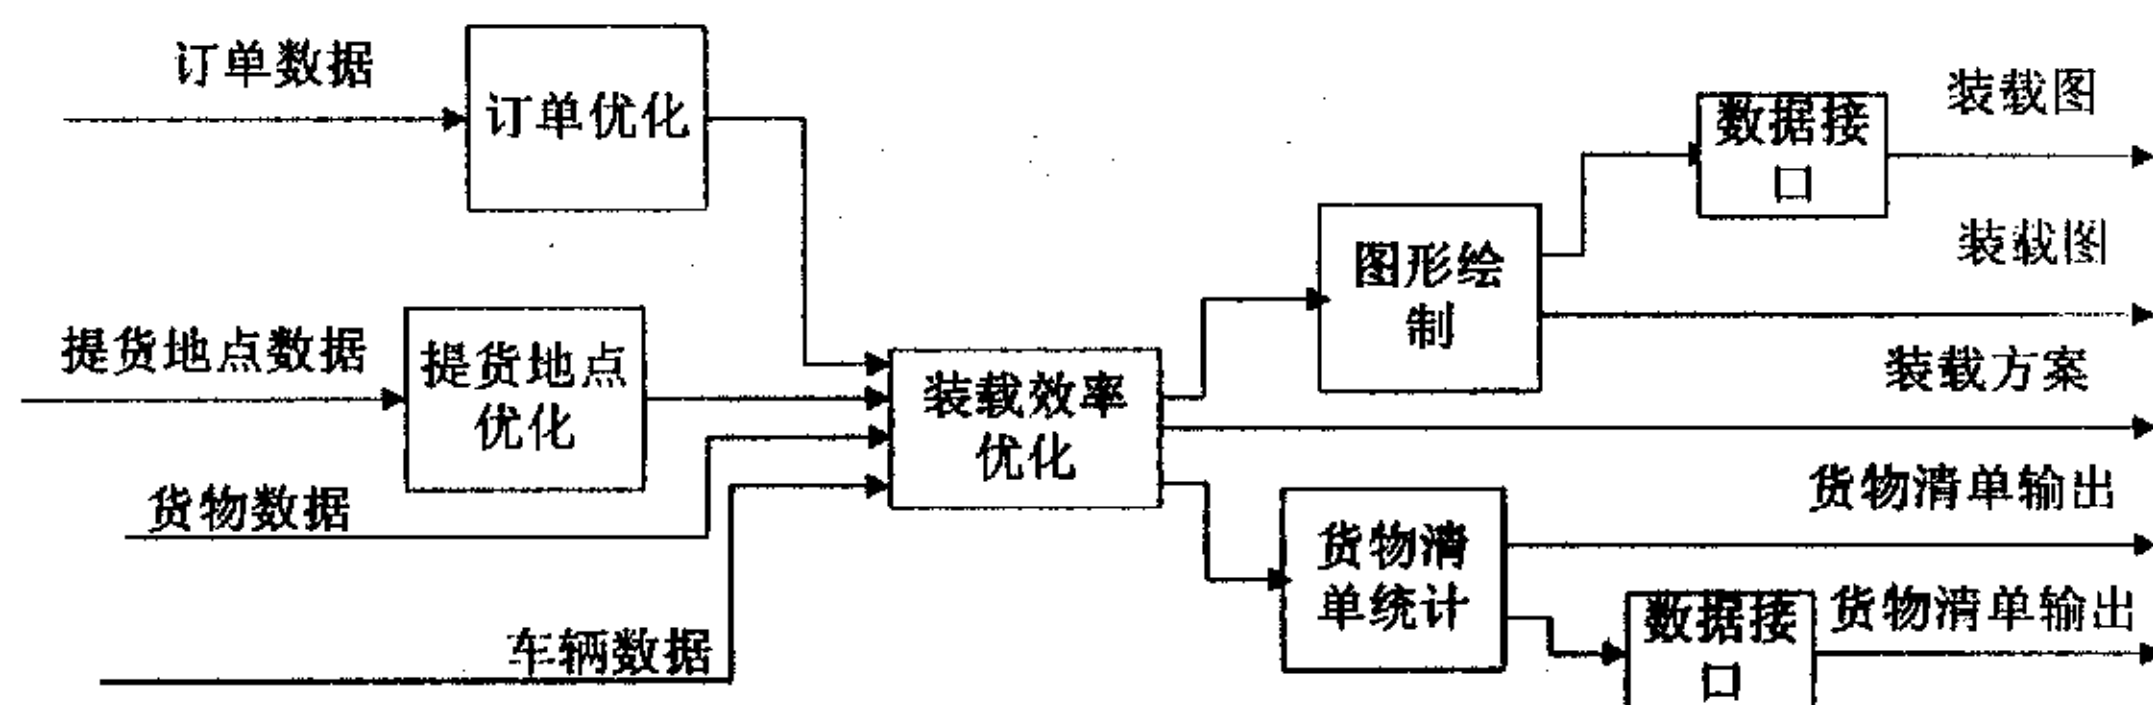 订单数据
订单优化
提货地点数据
提货地点
优化
货物数据
车辆数据
装载效率
优化
图形绘
制
货物清
单统计
数据接
口
装载图
装载图
装载方案
货物清单输出
数据接
口
货物清单输出